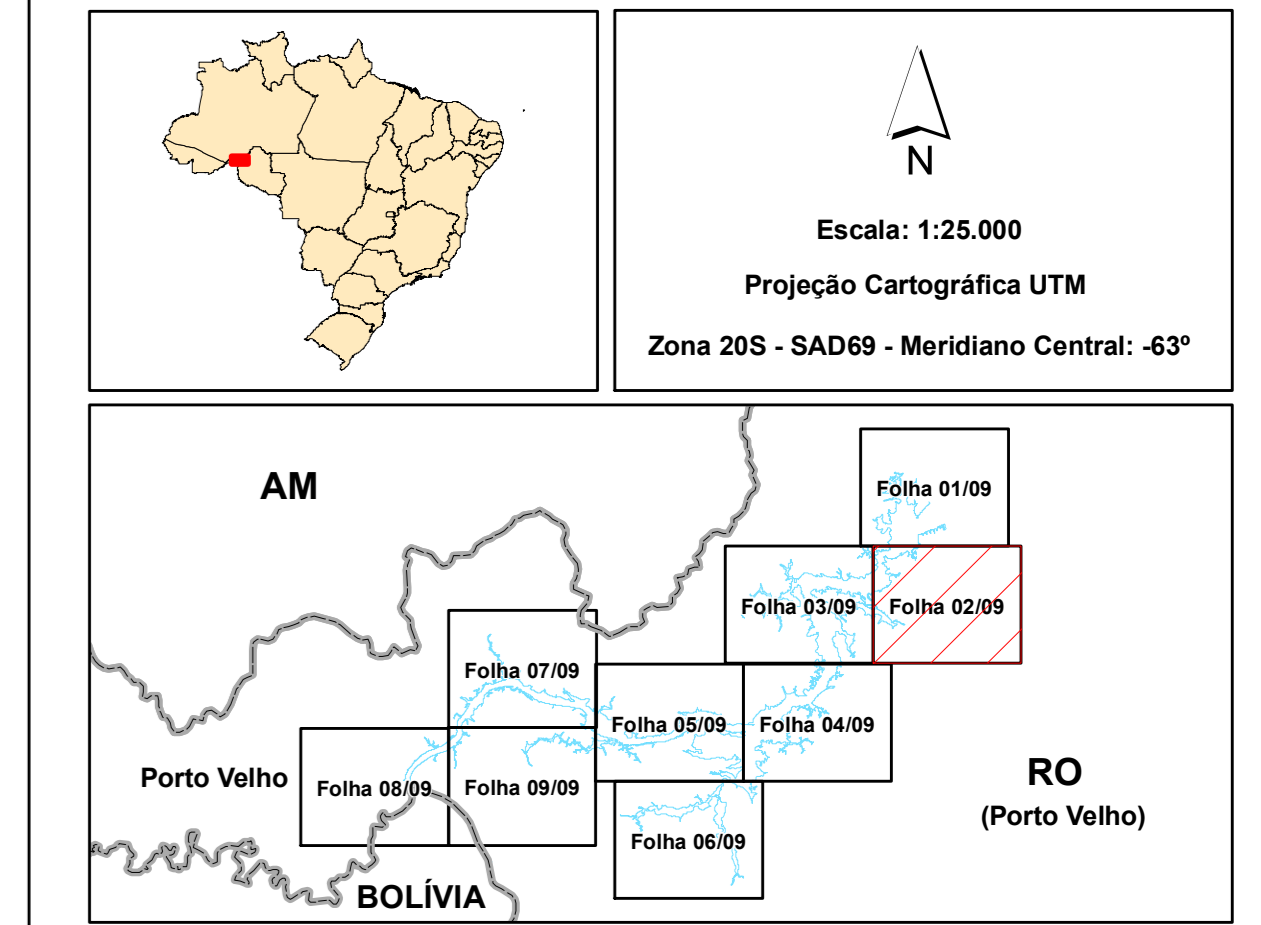 N
Escala: 1:25.000
Projeção Cartográfica UTM
Zona 20S - SAD69 - Meridiano Central: -63º
AM
Folha 01/09
Folha 03/09
Folha 02/09
Folha 07/09
Folha 05/09
Folha 04/09
Porto Velho
Folha 08/09
Folha 09/09
RO
(Porto Velho)
Folha 06/09
BOLÍVIA